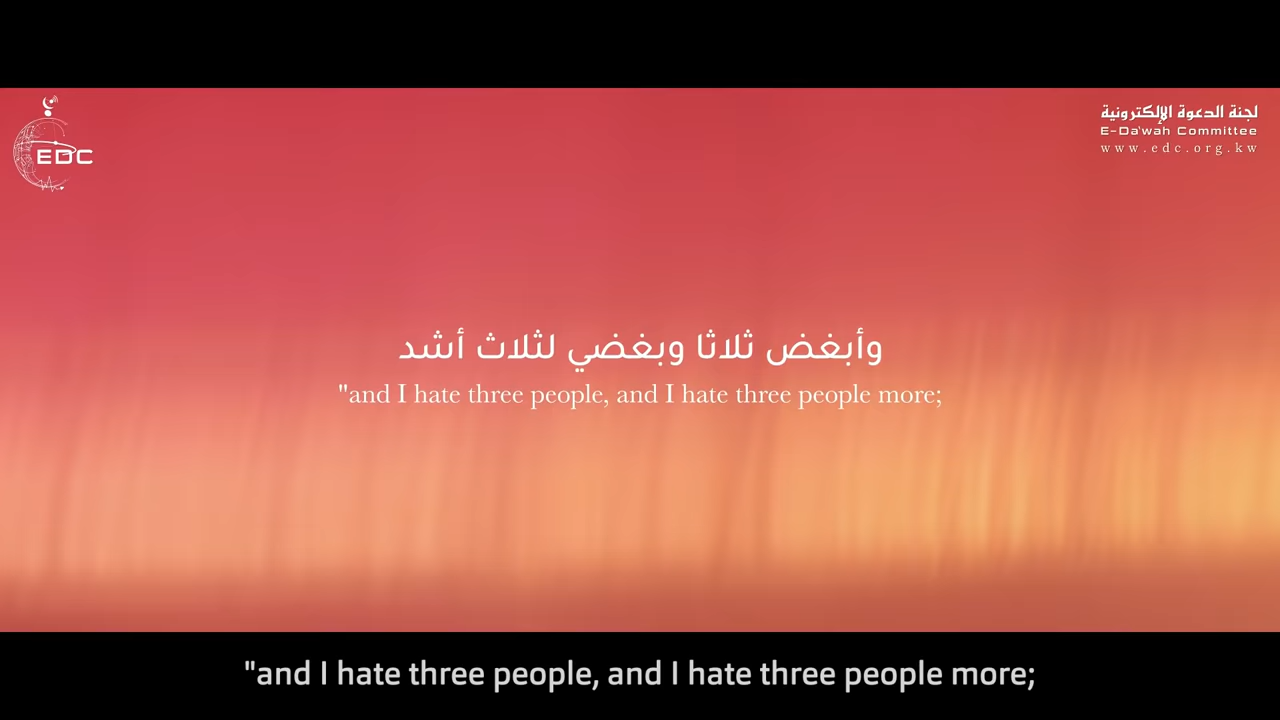 EDC
لجنة الدعوة الإلكترونية
E-Da'wah Committee
www.edc.org.kw
وأبغض ثلاثا وبغضي لثلاث أشد
"and I hate three people, and I hate three people more;
"and I hate three people, and I hate three people more;